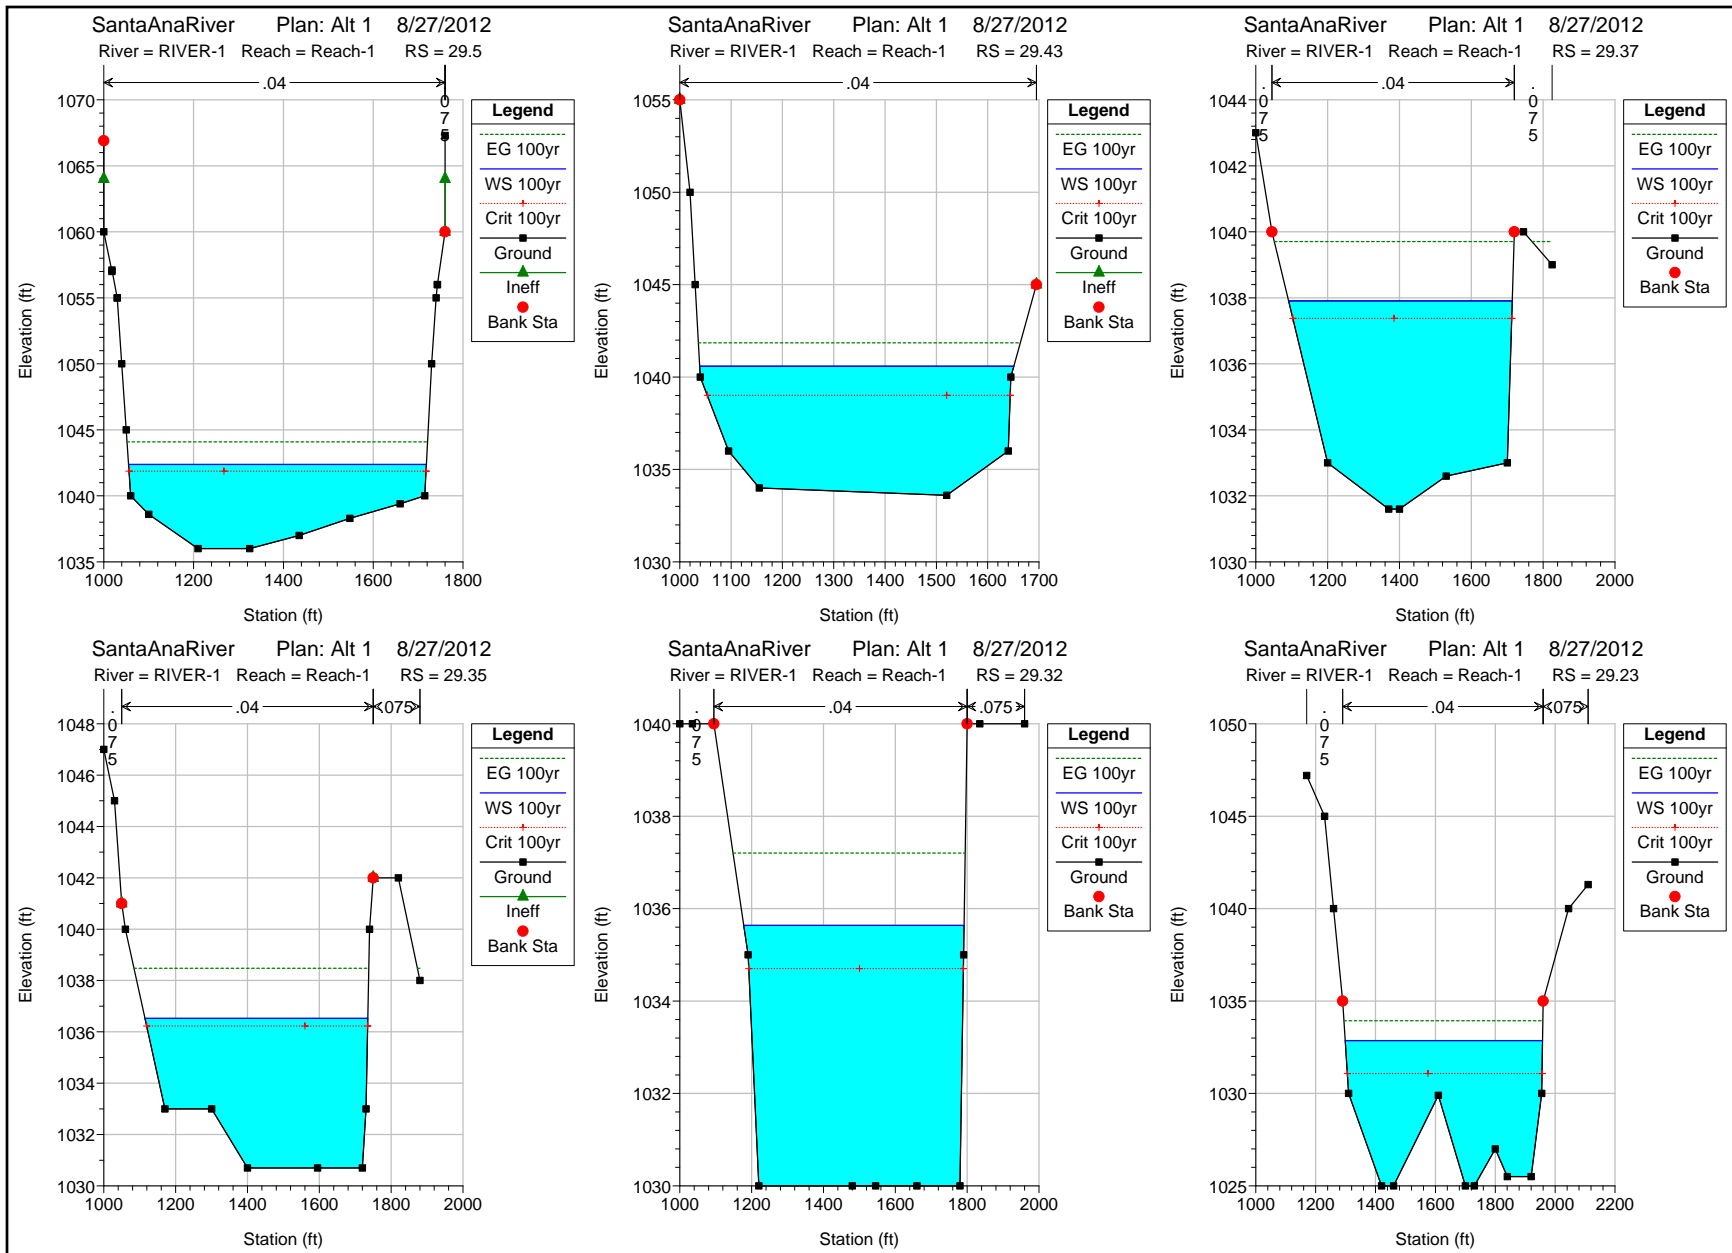 SantaAnaRiver Plan: Alt 1 8/27/2012
River = RIVER-1 Reach = Reach-1 RS = 29.5
.04
.075
1070
1065
1060
1055
1050
1045
1040
1035
1000 1200 1400 1600 1800
Station (ft)
Elevation (ft)
Legend
EG 100yr
WS 100yr
Crit 100yr
Ground
Ineff
Bank Sta
SantaAnaRiver Plan: Alt 1 8/27/2012
River = RIVER-1 Reach = Reach-1 RS = 29.43
.04
1055
1050
1045
1040
1035
1030
1000 1100 1200 1300 1400 1500 1600 1700
Station (ft)
Elevation (ft)
Legend
EG 100yr
WS 100yr
Crit 100yr
Ground
Ineff
Bank Sta
SantaAnaRiver Plan: Alt 1 8/27/2012
River = RIVER-1 Reach = Reach-1 RS = 29.37
.075
.04
.075
1044
1042
1040
1038
1036
1034
1032
1030
1000 1200 1400 1600 1800 2000
Station (ft)
Elevation (ft)
Legend
EG 100yr
WS 100yr
Crit 100yr
Ground
Bank Sta
SantaAnaRiver Plan: Alt 1 8/27/2012
River = RIVER-1 Reach = Reach-1 RS = 29.35
.075
.04
.075
1048
1046
1044
1042
1040
1038
1036
1034
1032
1030
1000 1200 1400 1600 1800 2000
Station (ft)
Elevation (ft)
Legend
EG 100yr
WS 100yr
Crit 100yr
Ground
Ineff
Bank Sta
SantaAnaRiver Plan: Alt 1 8/27/2012
River = RIVER-1 Reach = Reach-1 RS = 29.32
.075
.04
.075
1040
1038
1036
1034
1032
1030
1000 1200 1400 1600 1800 2000
Station (ft)
Elevation (ft)
Legend
EG 100yr
WS 100yr
Crit 100yr
Ground
Bank Sta
SantaAnaRiver Plan: Alt 1 8/27/2012
River = RIVER-1 Reach = Reach-1 RS = 29.23
.075
.04
.075
1050
1045
1040
1035
1030
1025
1000 1200 1400 1600 1800 2000 2200
Station (ft)
Elevation (ft)
Legend
EG 100yr
WS 100yr
Crit 100yr
Ground
Bank Sta